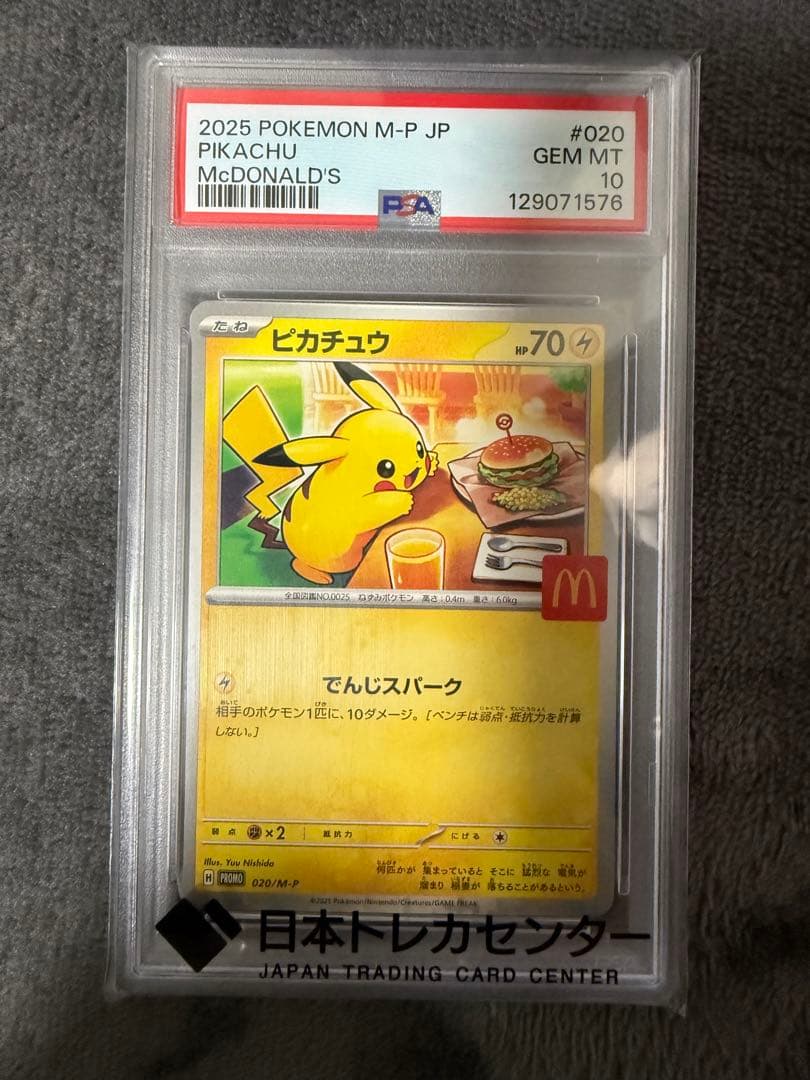 2025 POKEMON M-P JP #020
PIKACHU GEM MT
McDONALD'S 10
PSA 129071576
たね ピカチュウ HP 70
全国図鑑NO.0025 ねずみポケモン 高さ:0.4m 重さ:6.0kg
でんじスパーク
相手のポケモン1匹に、10ダメージ。[ベンチは弱点・抵抗力を計算
しない。]
弱点 ×2 抵抗力 にげる
Illus. Yuu Nishida
何匹かが 集まっていると そこに 猛烈な 電気が
溜まり 稲妻が 落ちることがあるという。
H PROMO 020/M-P
©2025 Pokémon/Nintendo/Creatures/GAME FREAK
日本トレカセンター
JAPAN TRADING CARD CENTER